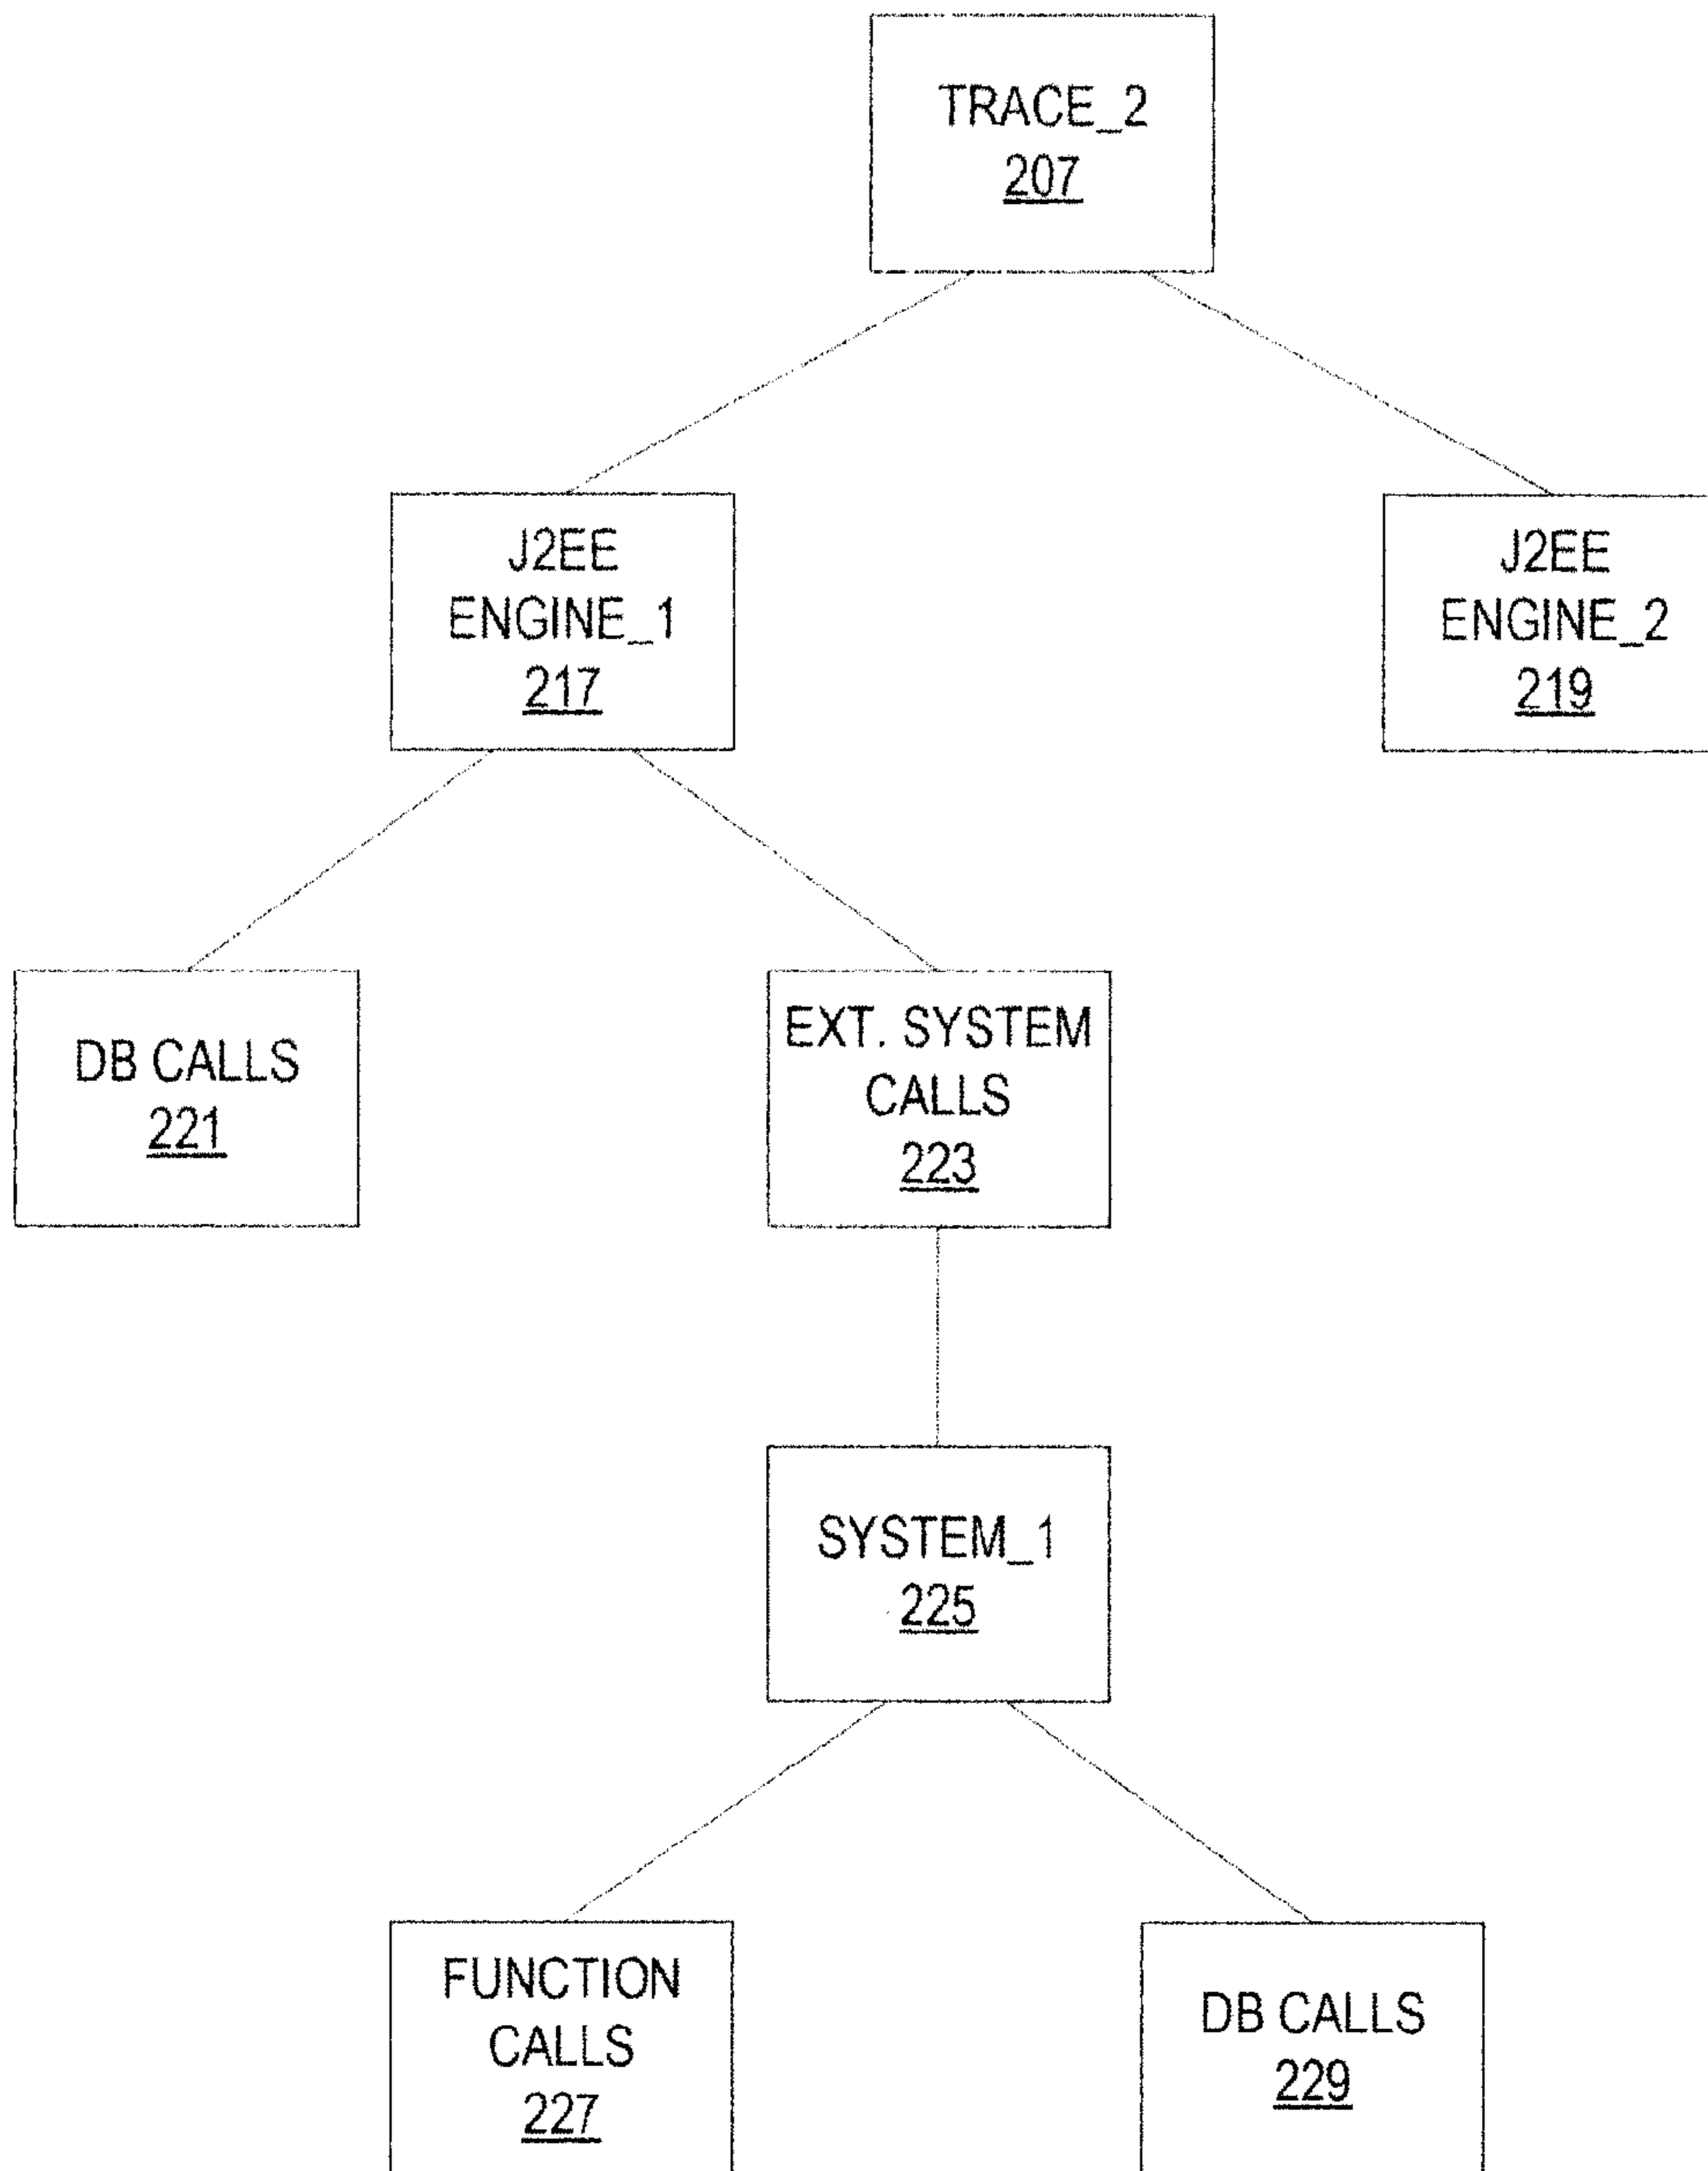 TRACE_2
207
J2EE
ENGINE_1
217
J2EE
ENGINE_2
219
DB CALLS
221
EXT. SYSTEM
CALLS
223
SYSTEM_1
225
FUNCTION
CALLS
227
DB CALLS
229